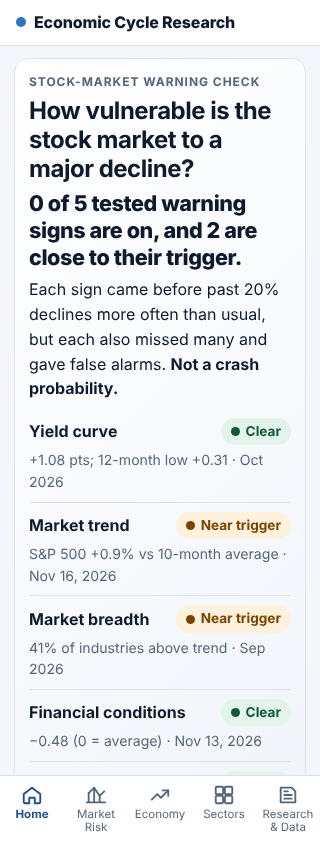 Economic Cycle Research
STOCK-MARKET WARNING CHECK
How vulnerable is the
stock market to a
major decline?
0 of 5 tested warning
signs are on, and 2 are
close to their trigger.
Each sign came before past 20%
declines more often than usual,
but each also missed many and
gave false alarms. Not a crash
probability.
Yield curve
Clear
+1.08 pts; 12-month low +0.31 · Oct
2026
Market trend
Near trigger
S&P 500 +0.9% vs 10-month average ·
Nov 16, 2026
Market breadth
Near trigger
41% of industries above trend · Sep
2026
Financial conditions
Clear
−0.48 (0 = average) · Nov 13, 2026
Home
Market
Risk
Economy
Sectors
Research
& Data